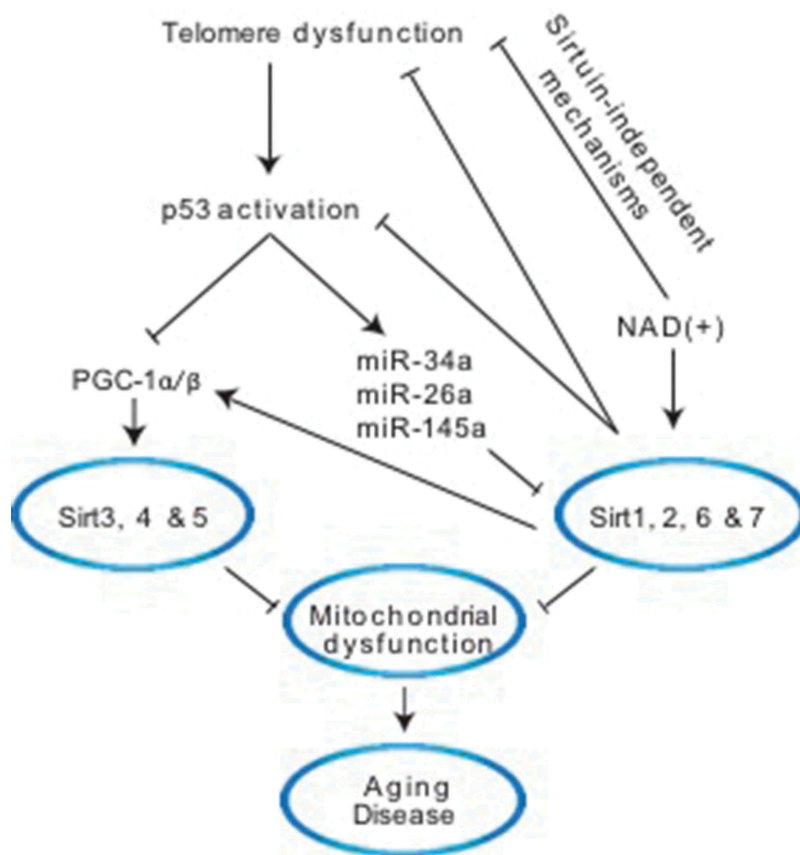 Telomere dysfunction
Sirtuin-independent
mechanisms
p53 activation
NAD(+)
miR-34a
miR-26a
miR-145a
PGC-1α/β
Sirt3, 4 & 5
Sirt1, 2, 6 & 7
Mitochondrial
dysfunction
Aging
Disease